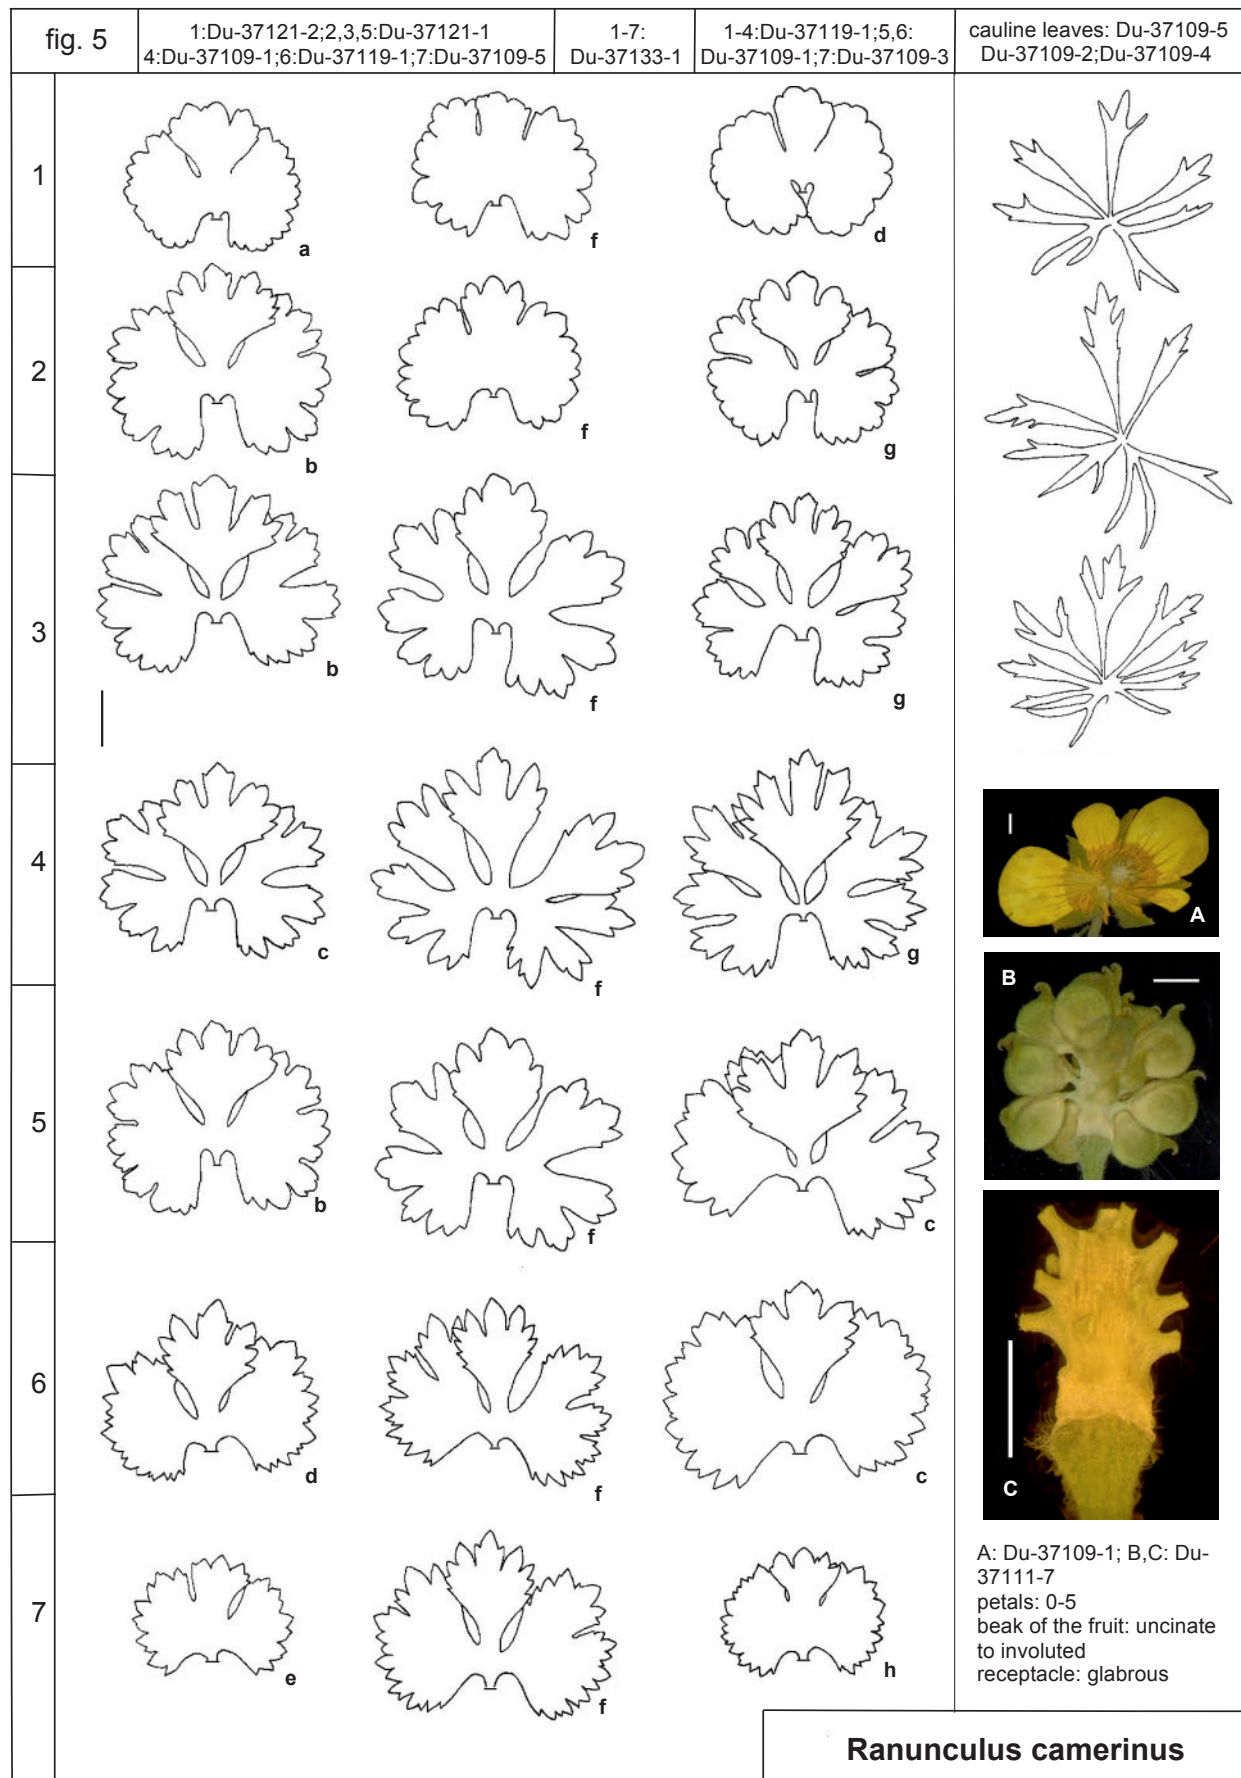 fig. 5
1:Du-37121-2;2,3,5:Du-37121-1
4:Du-37109-1;6:Du-37119-1;7:Du-37109-5
1-7:
Du-37133-1
1-4:Du-37119-1;5,6:
Du-37109-1;7:Du-37109-3
cauline leaves: Du-37109-5
Du-37109-2;Du-37109-4
1
a
f
d
2
b
f
g
3
b
f
g
4
c
f
g
5
b
f
c
6
d
f
c
7
e
f
h
A
B
C
A: Du-37109-1; B,C: Du-
37111-7
petals: 0-5
beak of the fruit: uncinate
to involuted
receptacle: glabrous
Ranunculus camerinus